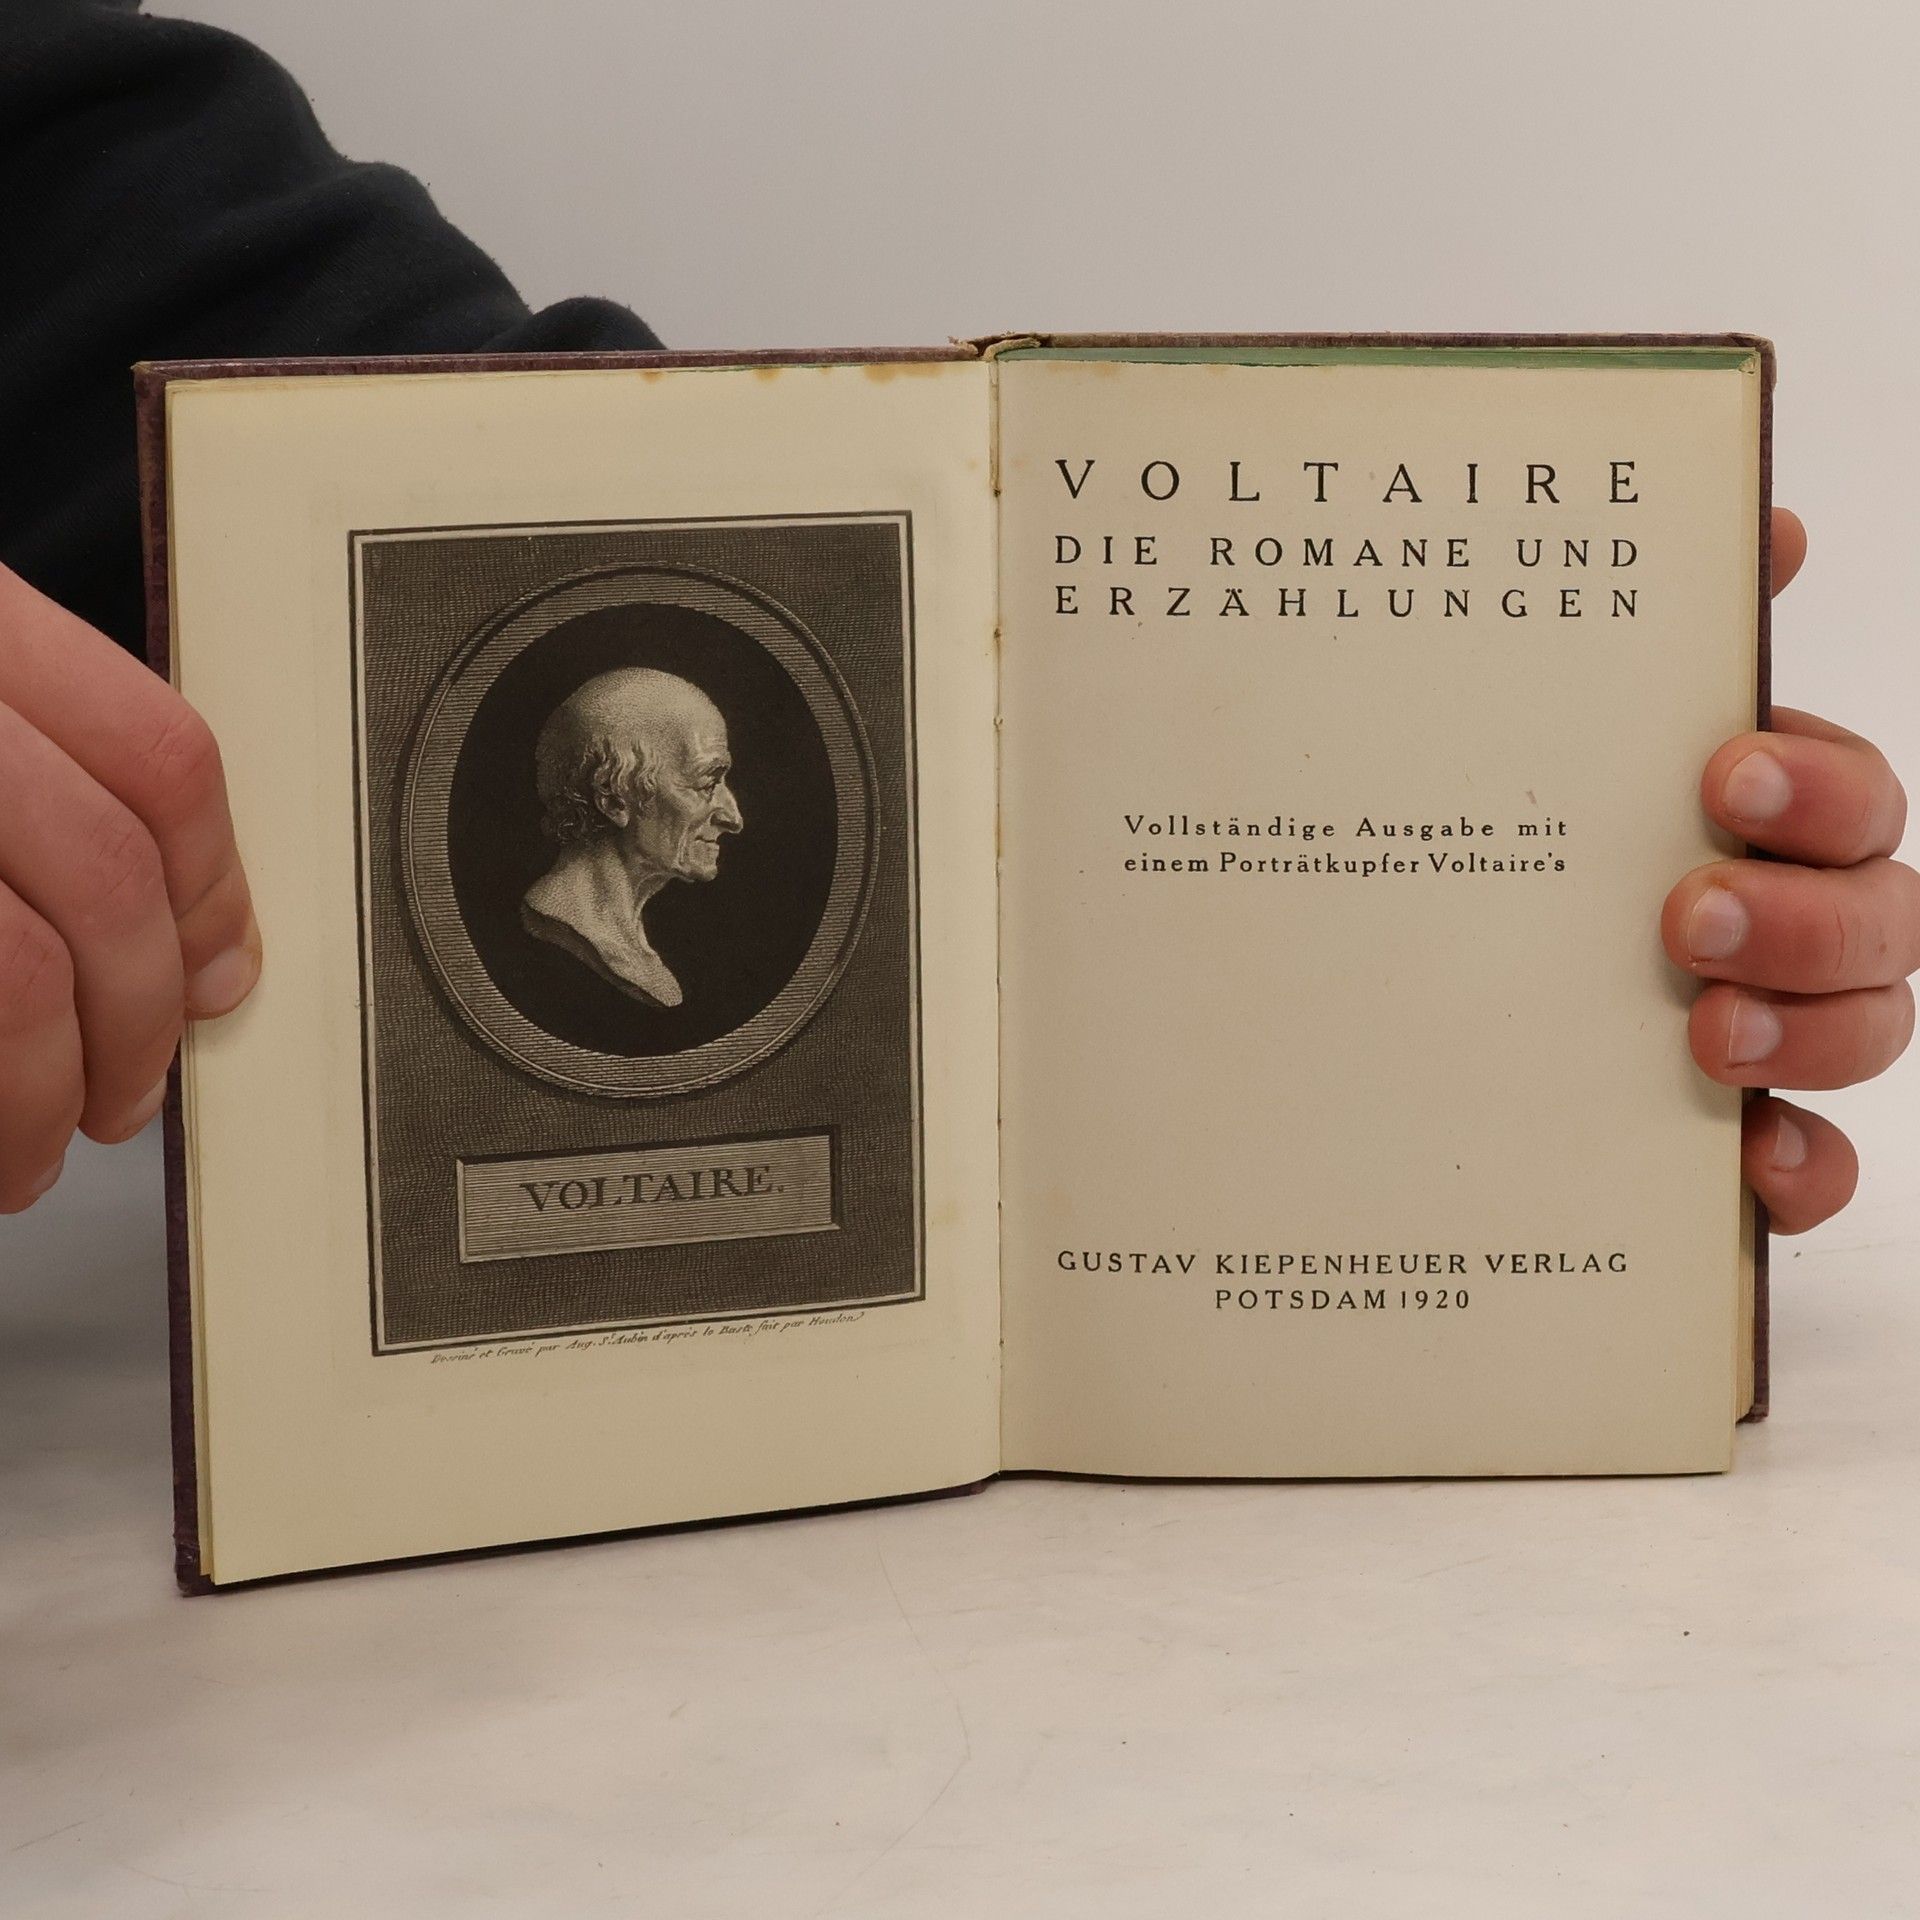 VOLTAIRE.
Dessiné et Gravé par Aug. St. Aubin d'après le Buste fait par Houdon
VOLTAIRE
DIE ROMANE UND
ERZÄHLUNGEN
Vollständige Ausgabe mit
einem Porträtkupfer Voltaire's
GUSTAV KIEPENHEUER VERLAG
POTSDAM 1920